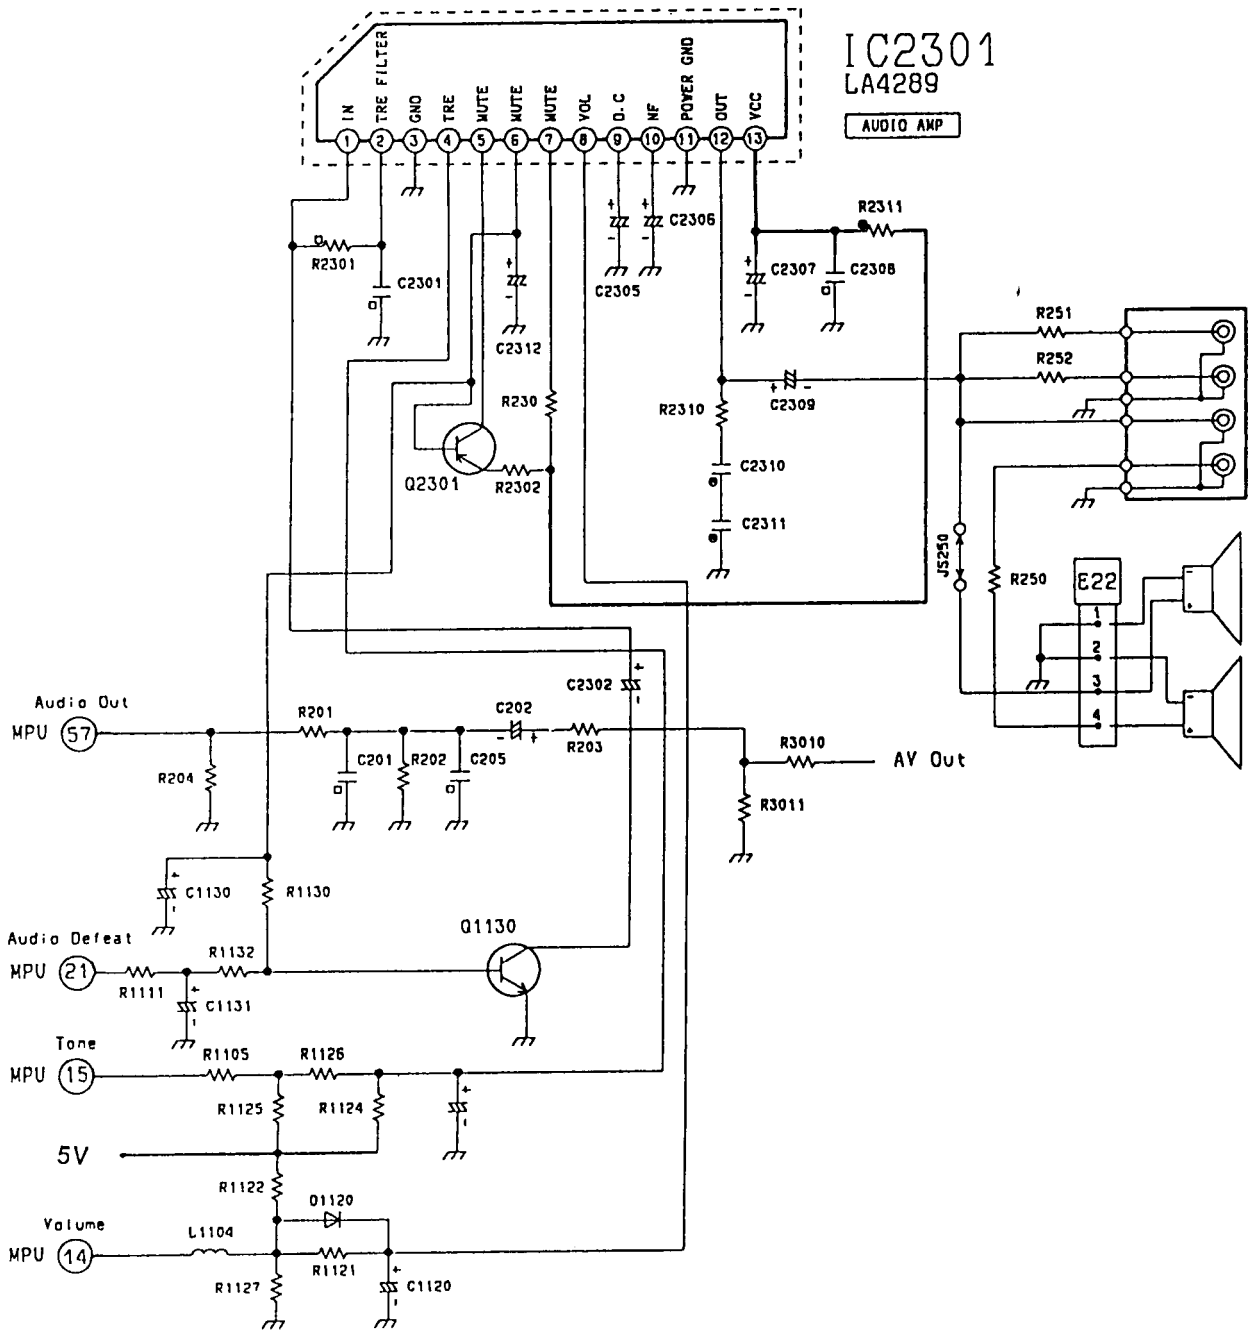 IC2301
LA4289
AUDIO AMP
IN
TRE FILTER
GND
TRE
MUTE
MUTE
MUTE
VOL
D.C
NF
POWER GND
OUT
VCC
1 2 3 4 5 6 7 8 9 10 11 12 13
R2301
C2301
C2312
C2305
C2306
C2307
C2308
R2311
R251
R252
R230
R2310
C2309
Q2301
R2302
C2310
C2311
JS250
R250
E22
1
2
3
4
C2302
Audio Out
MPU 57
R201
C202
R203
R204
C201
R202
C205
R3010
AV Out
R3011
C1130
R1130
Audio Defeat
MPU 21
R1132
Q1130
R1111
C1131
Tone
MPU 15
R1105
R1126
R1125
R1124
5V
R1122
D1120
Volume
MPU 14
L1104
R1121
R1127
C1120